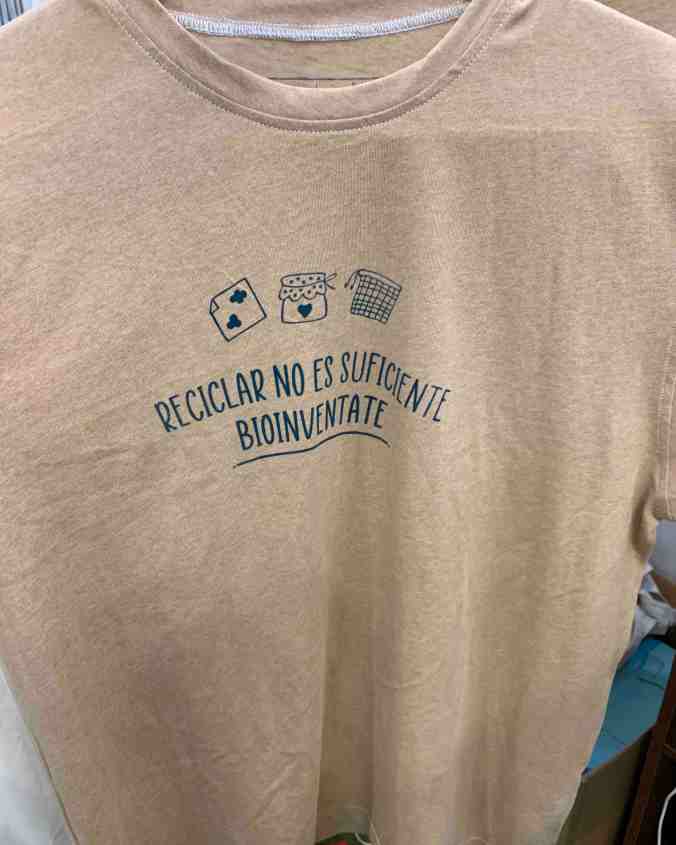 RECICLAR NO ES SUFICIENTE
BIOINVENTATE